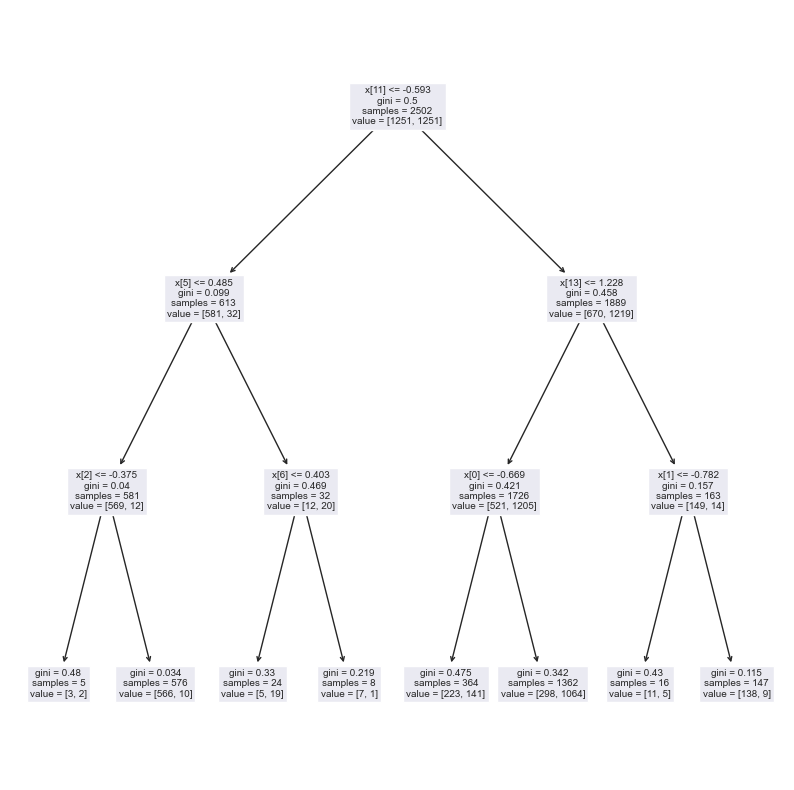 x[11] <= -0.593
gini = 0.5
samples = 2502
value = [1251, 1251]
x[5] <= 0.485
gini = 0.099
samples = 613
value = [581, 32]
x[13] <= 1.228
gini = 0.458
samples = 1889
value = [670, 1219]
x[2] <= -0.375
gini = 0.04
samples = 581
value = [569, 12]
x[6] <= 0.403
gini = 0.469
samples = 32
value = [12, 20]
x[0] <= -0.669
gini = 0.421
samples = 1726
value = [521, 1205]
x[1] <= -0.782
gini = 0.157
samples = 163
value = [149, 14]
gini = 0.48
samples = 5
value = [3, 2]
gini = 0.034
samples = 576
value = [566, 10]
gini = 0.33
samples = 24
value = [5, 19]
gini = 0.219
samples = 8
value = [7, 1]
gini = 0.475
samples = 364
value = [223, 141]
gini = 0.342
samples = 1362
value = [298, 1064]
gini = 0.43
samples = 16
value = [11, 5]
gini = 0.115
samples = 147
value = [138, 9]